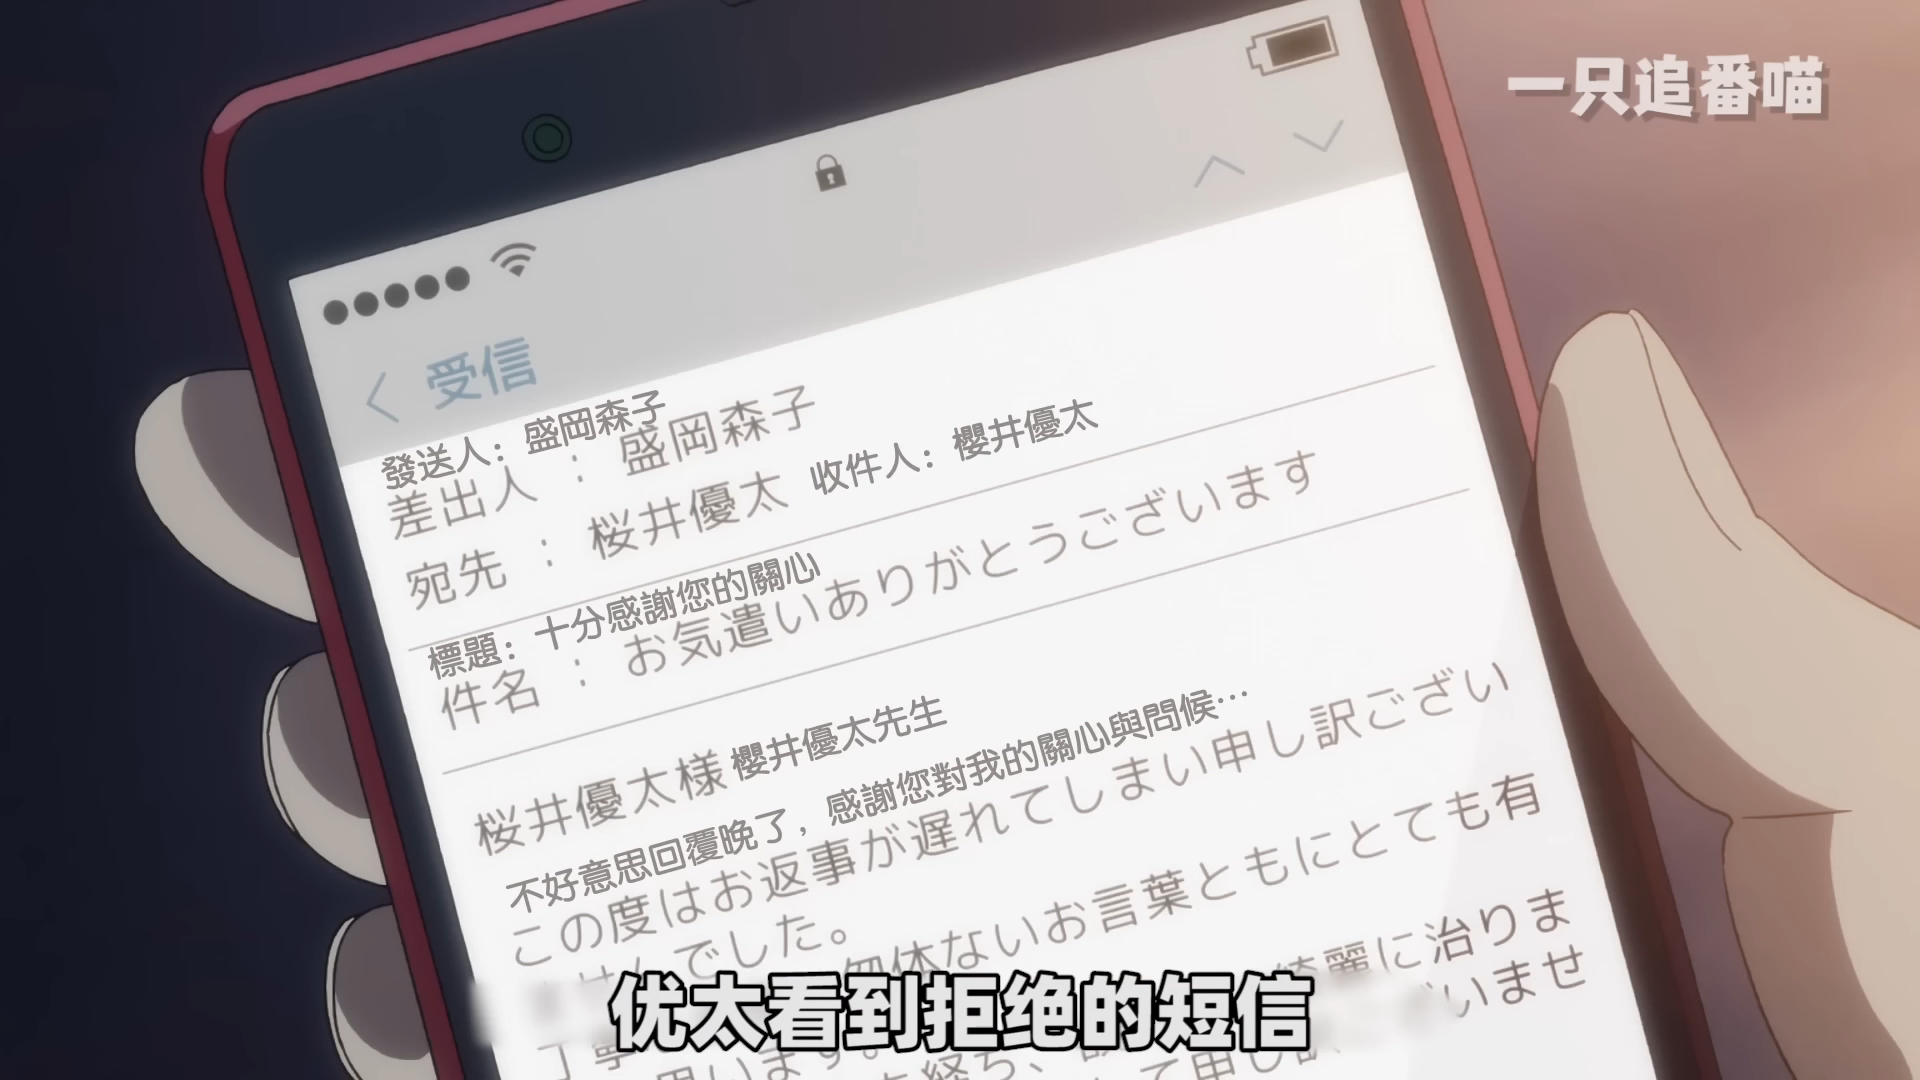 一只追番喵
受信
發送人：盛岡森子
差出人 : 盛岡森子
收件人：櫻井優太
宛先 : 桜井優太
標題：十分感謝您的關心
件名 : お気遣いありがとうございます
櫻井優太先生
桜井優太様
不好意思回覆晚了，感謝您對我的關心與問候…
この度はお返事が遅れてしまい申し訳ござい
せんでした。
勿体ないお言葉ともにとても有
綺麗に治りま
いませ
优太看到拒绝的短信